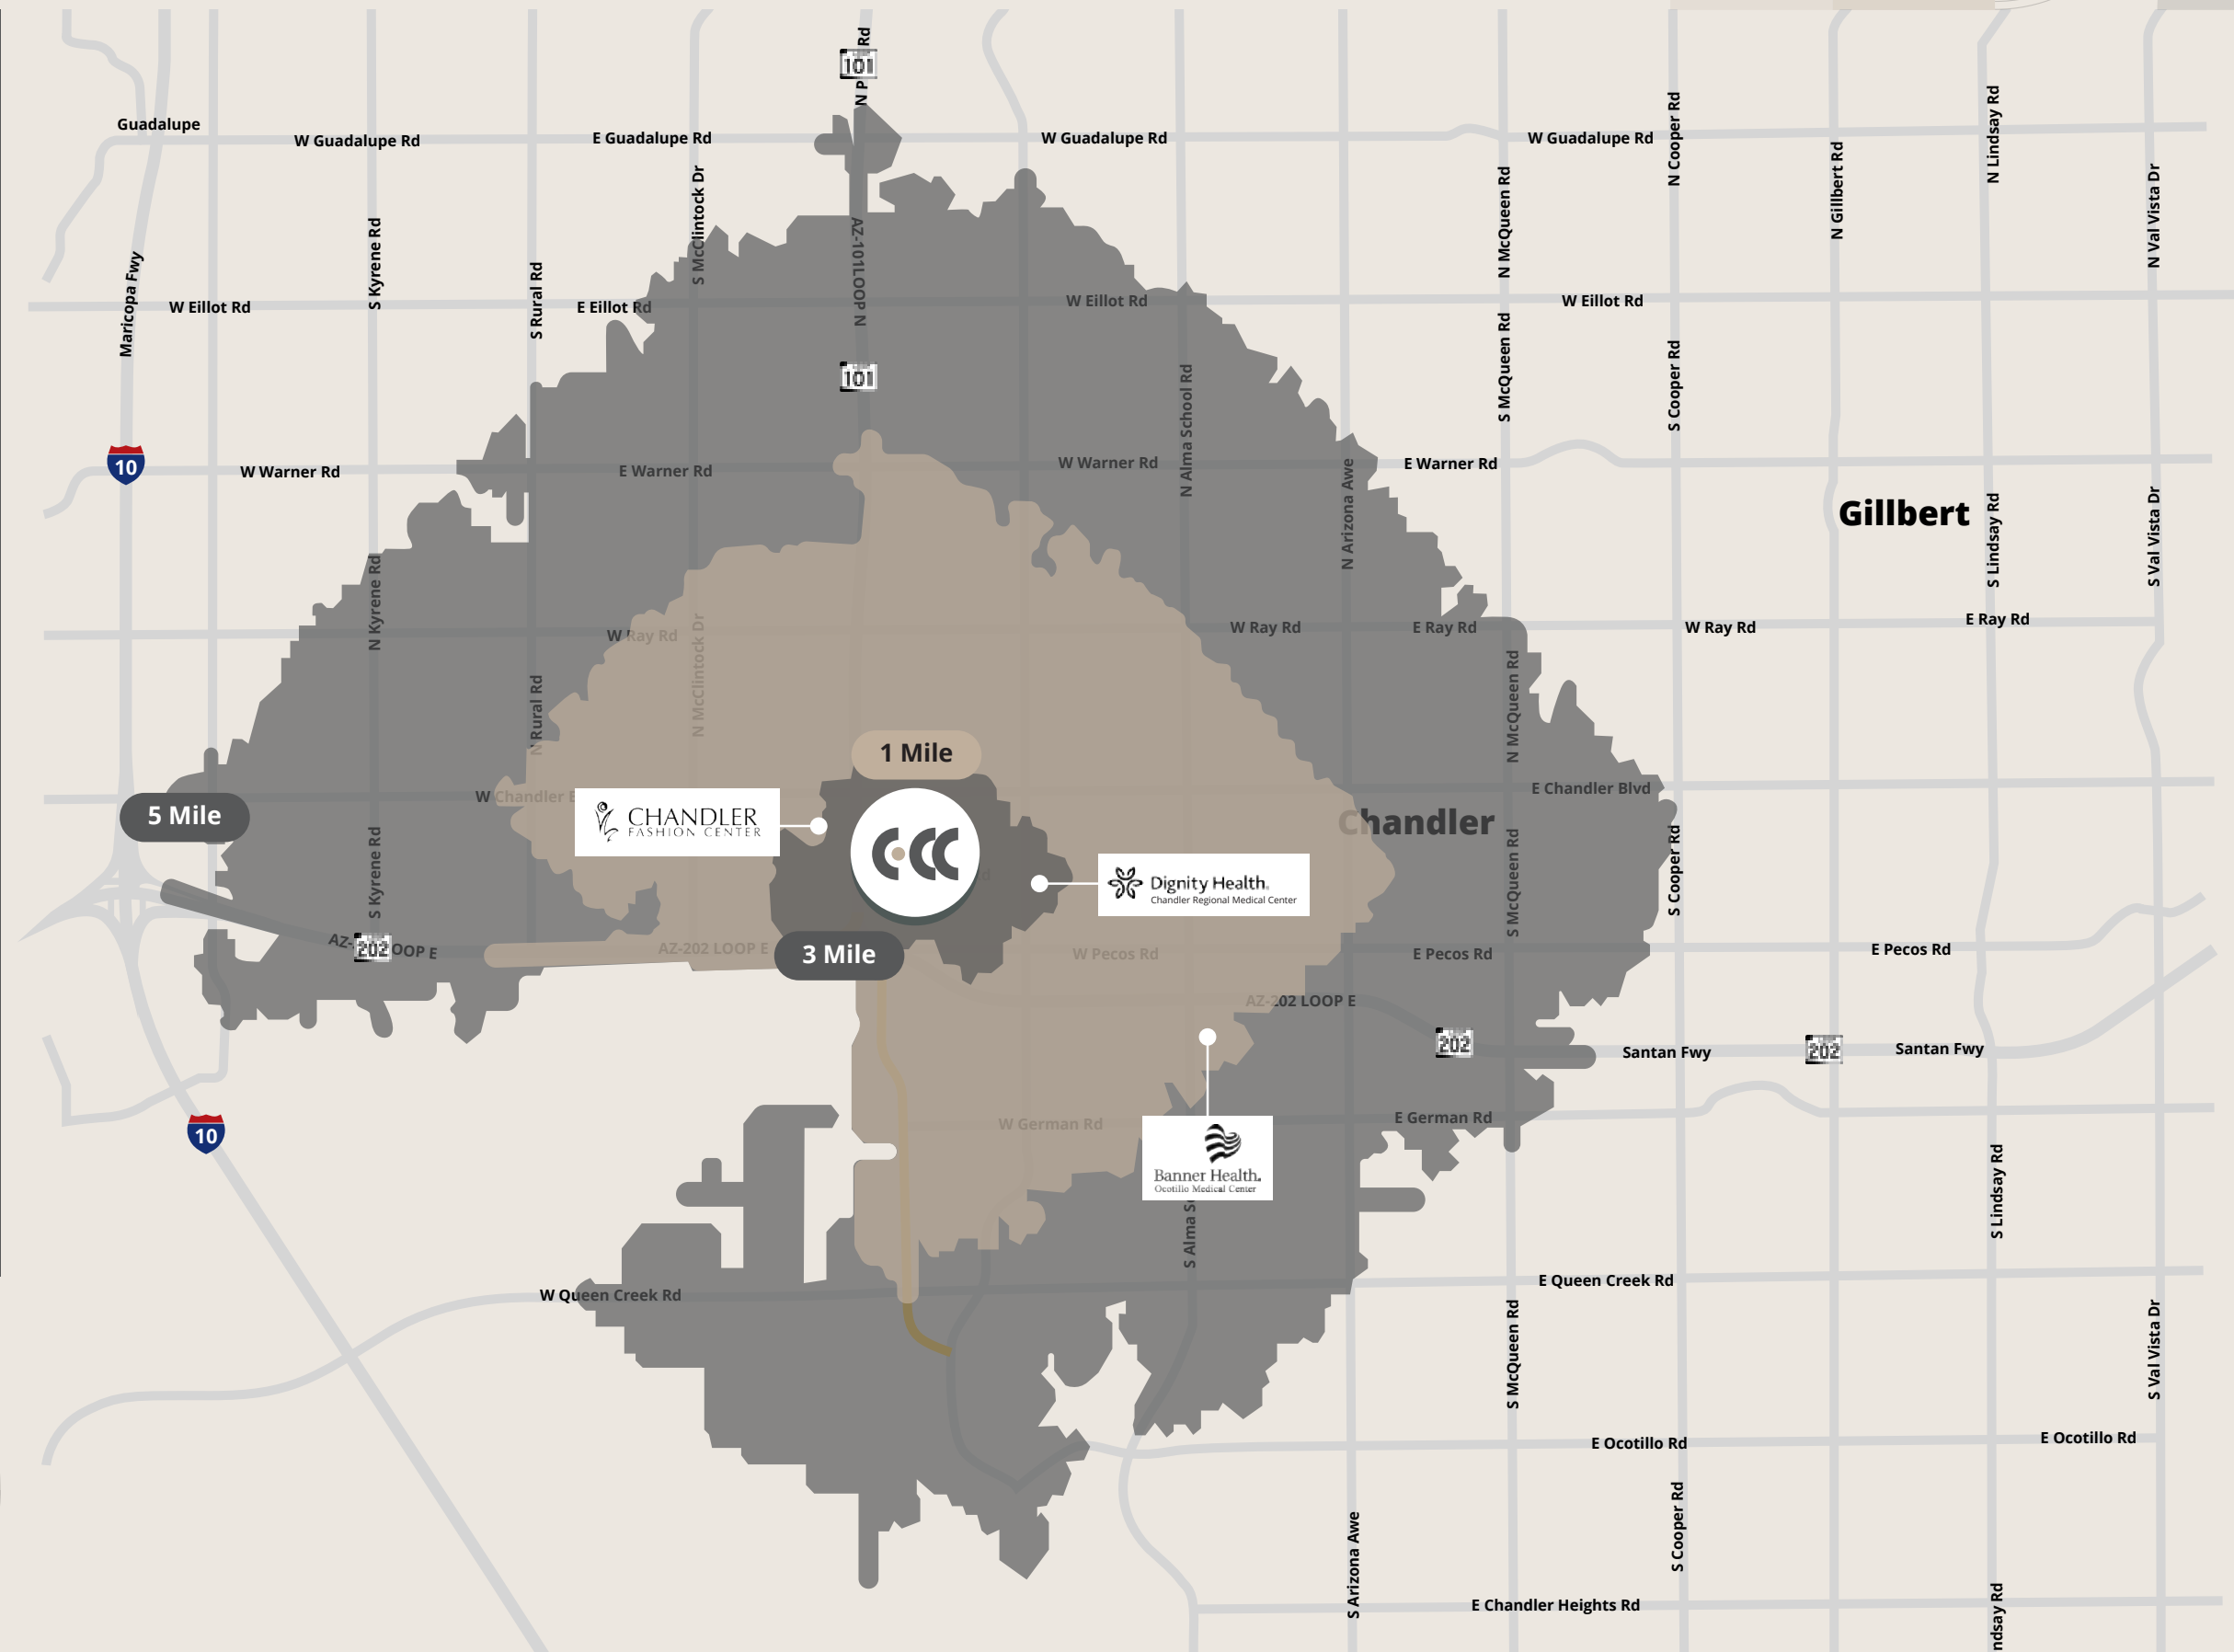 101
N P Rd
Guadalupe
W Guadalupe Rd
E Guadalupe Rd
W Guadalupe Rd
W Guadalupe Rd
N Cooper Rd
N Lindsay Rd
N Gillbert Rd
N Val Vista Dr
S McClintock Dr
N McQueen Rd
S Kyrene Rd
S Rural Rd
Maricopa Fwy
AZ-101LOOP N
W Eillot Rd
E Eillot Rd
W Eillot Rd
W Eillot Rd
S McQueen Rd
S Cooper Rd
101
N Alma School Rd
10
W Warner Rd
E Warner Rd
W Warner Rd
E Warner Rd
N Arizona Awe
Gillbert
S Lindsay Rd
S Val Vista Dr
N Kyrene Rd
W Ray Rd
N McClintock Dr
W Ray Rd
E Ray Rd
W Ray Rd
E Ray Rd
N Rural Rd
N McQueen Rd
1 Mile
W Chandler B
E Chandler Blvd
5 Mile
CHANDLER
FASHION CENTER
CCC
Chandler
S Kyrene Rd
S McQueen Rd
S Cooper Rd
Dignity Health.
Chandler Regional Medical Center
AZ- OOP E
202
AZ-202 LOOP E
3 Mile
W Pecos Rd
E Pecos Rd
E Pecos Rd
AZ-202 LOOP E
202
Santan Fwy
202
Santan Fwy
10
W German Rd
E German Rd
Banner Health.
Ocotillo Medical Center
S Alma S
S Lindsay Rd
W Queen Creek Rd
E Queen Creek Rd
S McQueen Rd
S Val Vista Dr
E Ocotillo Rd
E Ocotillo Rd
S Cooper Rd
S Arizona Awe
E Chandler Heights Rd
ndsay Rd